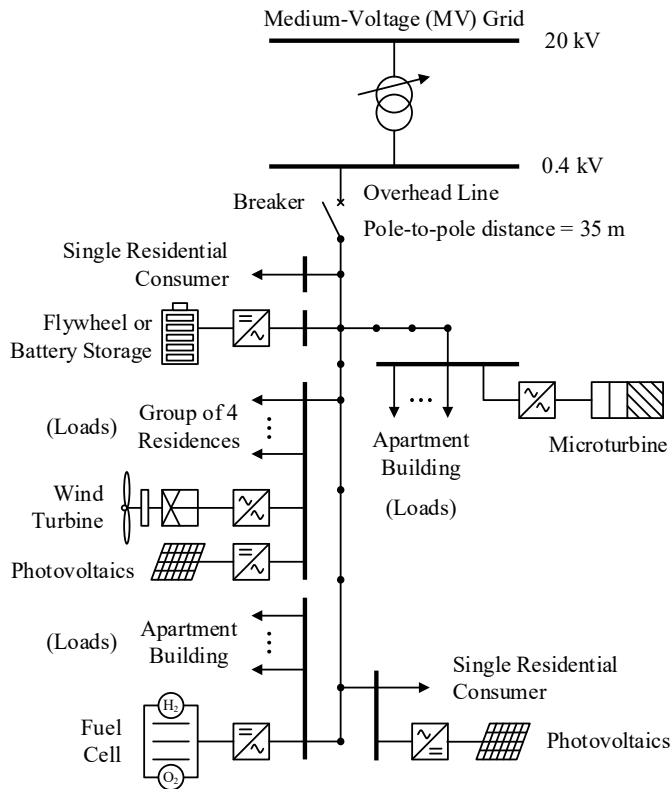 Medium-Voltage (MV) Grid
20 kV
0.4 kV
Breaker
Overhead Line
Pole-to-pole distance = 35 m
Single Residential
Consumer
Flywheel or
Battery Storage
(Loads)
Group of 4
Residences
Apartment
Building
(Loads)
Microturbine
Wind
Turbine
Photovoltaics
(Loads)
Apartment
Building
Single Residential
Consumer
Fuel
Cell
H₂
O₂
Photovoltaics